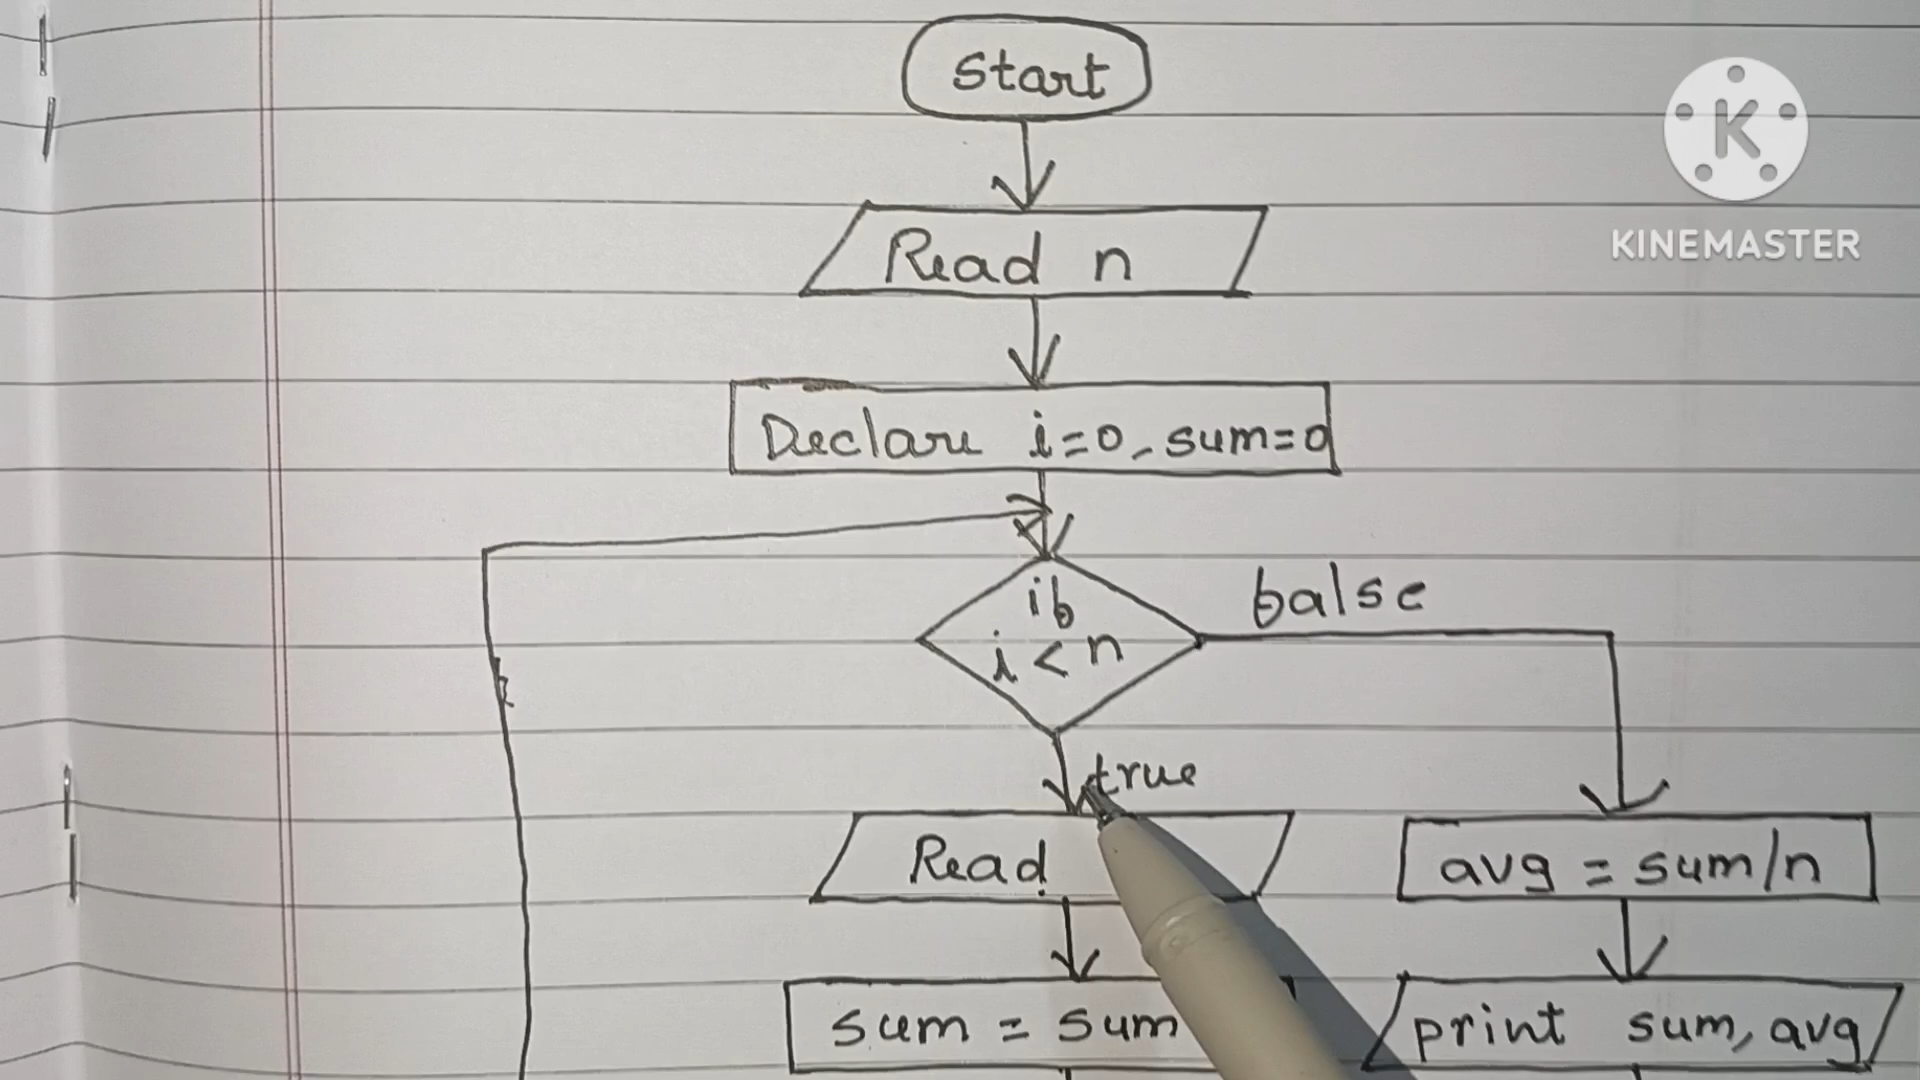 Start
Read n
Declare i=0, sum=0
if
i < n
false
true
Read
avg = sum/n
sum = sum
print sum, avg
KINEMASTER